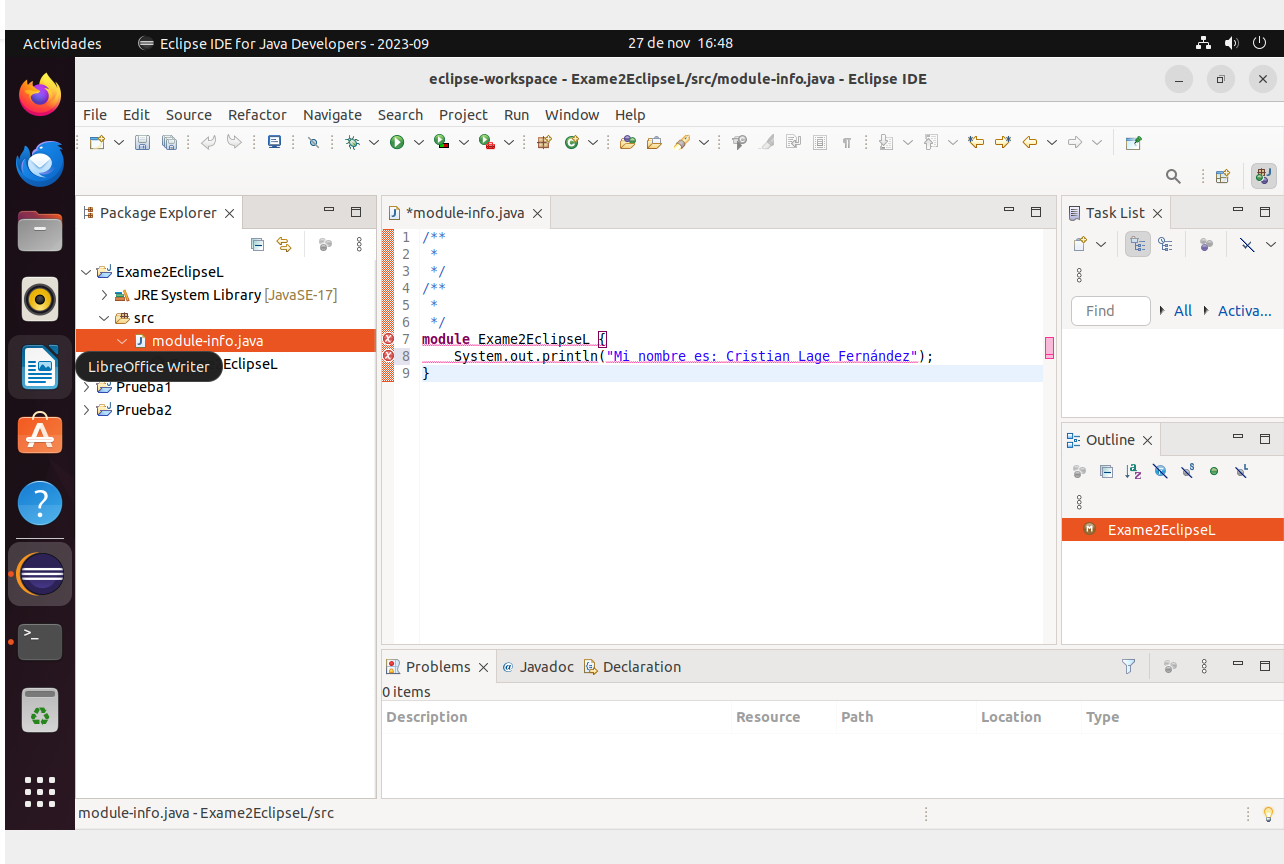 Actividades Eclipse IDE for Java Developers - 2023-09 27 de nov 16:48
eclipse-workspace - Exame2EclipseL/src/module-info.java - Eclipse IDE
File Edit Source Refactor Navigate Search Project Run Window Help
Package Explorer
Exame2EclipseL
JRE System Library [JavaSE-17]
src
module-info.java
EclipseL
LibreOffice Writer
Prueba1
Prueba2
*module-info.java
1 /**
2 *
3 */
4 /**
5 *
6 */
7 module Exame2EclipseL {
8 System.out.println("Mi nombre es: Cristian Lage Fernández");
9 }
Task List
Find All Activa...
Outline
Exame2EclipseL
Problems Javadoc Declaration
0 items
Description Resource Path Location Type
module-info.java - Exame2EclipseL/src